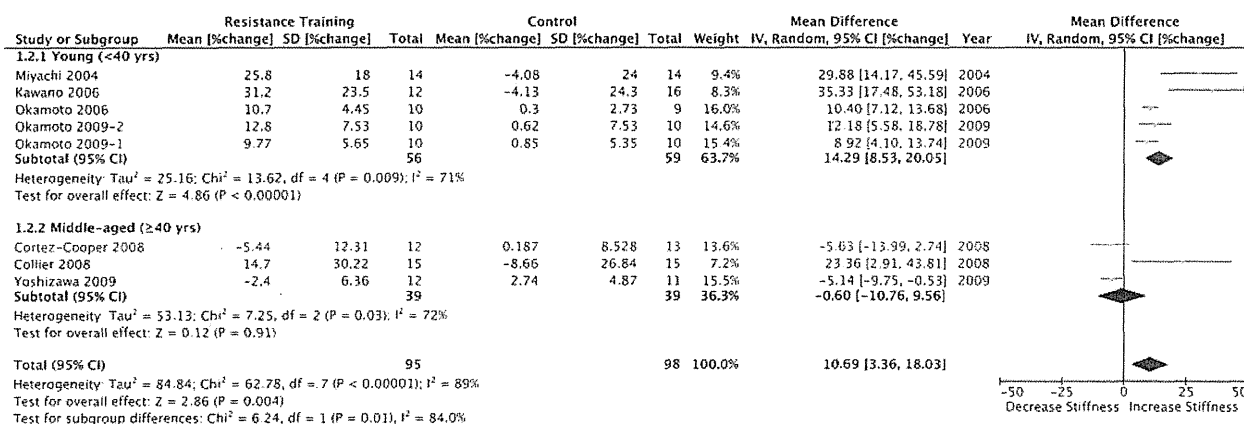 Resistance Training Control Mean Difference Mean Difference
Study or Subgroup Mean [%change] SD [%change] Total Mean [%change] SD [%change] Total Weight IV, Random, 95% CI [%change] Year IV, Random, 95% CI [%change]
1.2.1 Young (<40 yrs)
Miyachi 2004 25.8 18 14 -4.08 24 14 9.4% 29.88 [14.17, 45.59] 2004
Kawano 2006 31.2 23.5 12 -4.13 24.3 16 8.3% 35.33 [17.48, 53.18] 2006
Okamoto 2006 10.7 4.45 10 0.3 2.73 9 16.0% 10.40 [7.12, 13.68] 2006
Okamoto 2009-2 12.8 7.53 10 0.62 7.53 10 14.6% 12.18 [5.58, 18.78] 2009
Okamoto 2009-1 9.77 5.65 10 0.85 5.35 10 15.4% 8.92 [4.10, 13.74] 2009
Subtotal (95% CI) 56 59 63.7% 14.29 [8.53, 20.05]
Heterogeneity: Tau² = 25.16; Chi² = 13.62, df = 4 (P = 0.009); I² = 71%
Test for overall effect: Z = 4.86 (P < 0.00001)
1.2.2 Middle-aged (≥40 yrs)
Cortez-Cooper 2008 -5.44 12.31 12 0.187 8.528 13 13.6% -5.63 [-13.99, 2.74] 2008
Collier 2008 14.7 30.22 15 -8.66 26.84 15 7.2% 23.36 [2.91, 43.81] 2008
Yoshizawa 2009 -2.4 6.36 12 2.74 4.87 11 15.5% -5.14 [-9.75, -0.53] 2009
Subtotal (95% CI) 39 39 36.3% -0.60 [-10.76, 9.56]
Heterogeneity: Tau² = 53.13; Chi² = 7.25, df = 2 (P = 0.03); I² = 72%
Test for overall effect: Z = 0.12 (P = 0.91)
Total (95% CI) 95 98 100.0% 10.69 [3.36, 18.03]
Heterogeneity: Tau² = 84.84; Chi² = 62.78, df = 7 (P < 0.00001); I² = 89%
Test for overall effect: Z = 2.86 (P = 0.004)
Test for subgroup differences: Chi² = 6.24, df = 1 (P = 0.01), I² = 84.0%
-50 -25 0 25 50
Decrease Stiffness Increase Stiffness